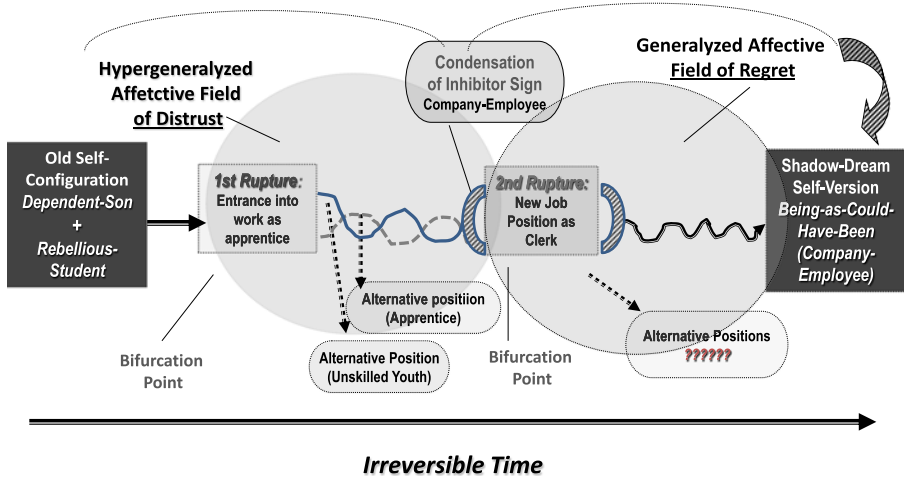 Hypergeneralized
Affetctive Field
of Distrust
Condensation
of Inhibitor Sign
Company-Employee
Generalyzed Affective
Field of Regret
Old Self-
Configuration
Dependent-Son
+
Rebellious-
Student
1st Rupture:
Entrance into
work as
apprentice
2nd Rupture:
New Job
Position as
Clerk
Shadow-Dream
Self-Version
Being-as-Could-
Have-Been
(Company-
Employee)
Alternative positiion
(Apprentice)
Alternative Position
(Unskilled Youth)
Alternative Positions
??????
Bifurcation
Point
Bifurcation
Point
Irreversible Time